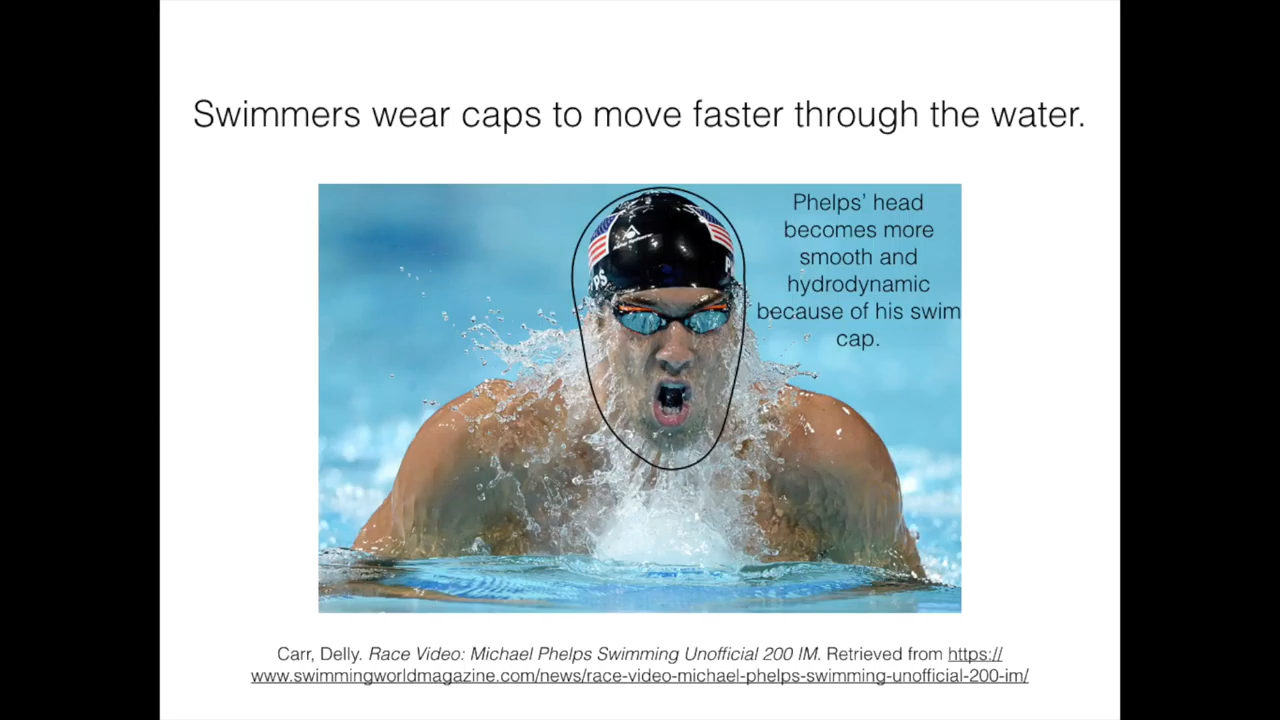 Swimmers wear caps to move faster through the water.
Phelps’ head
becomes more
smooth and
hydrodynamic
because of his swim
cap.
PS
P
Carr, Delly. Race Video: Michael Phelps Swimming Unofficial 200 IM. Retrieved from https://
www.swimmingworldmagazine.com/news/race-video-michael-phelps-swimming-unofficial-200-im/